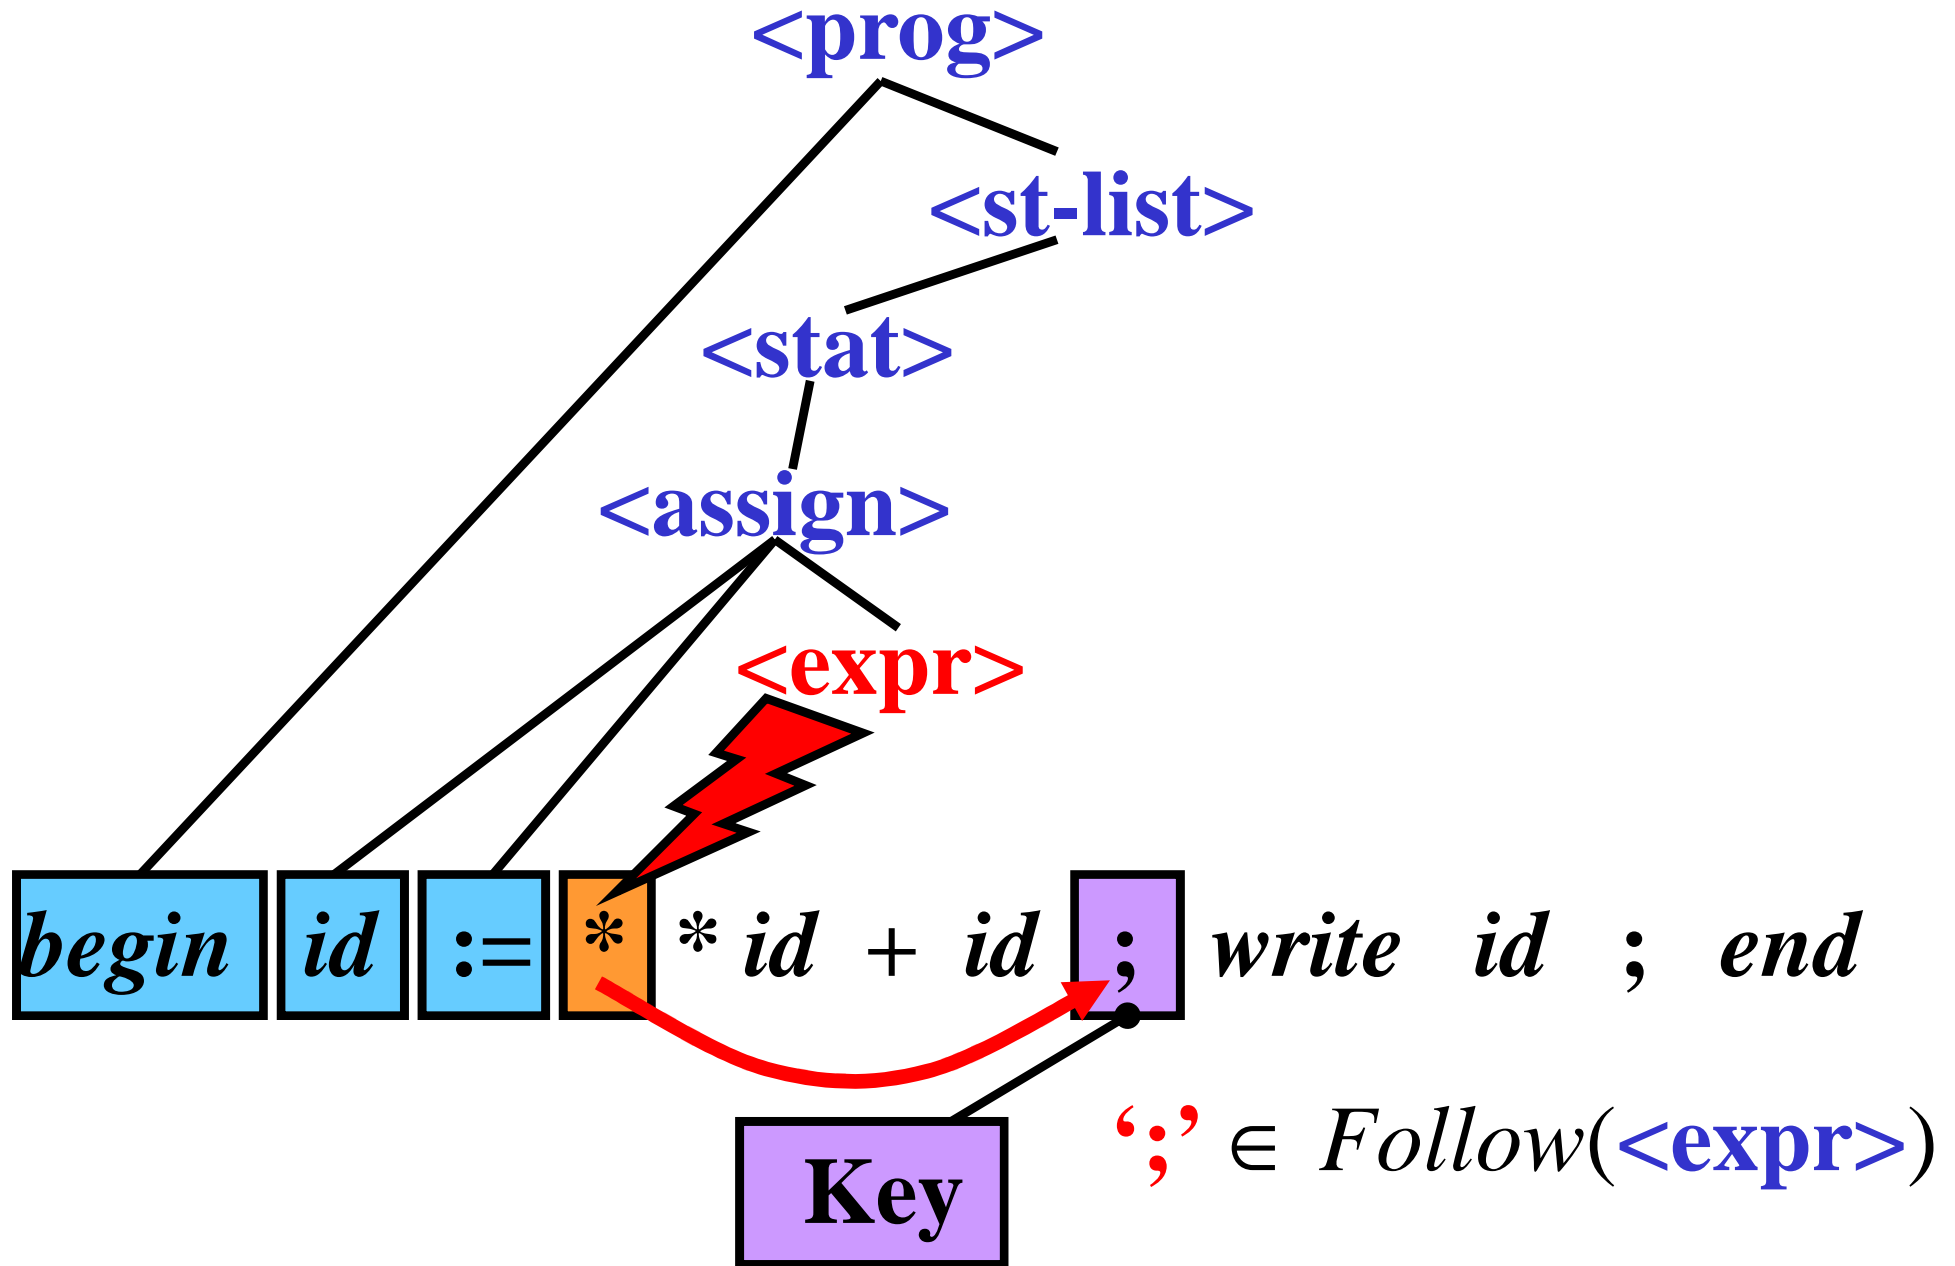 <prog>
<st-list>
<stat>
<assign>
<expr>
begin id := * * id + id ; write id ; end
‘;’ ∈ Follow(<expr>)
Key